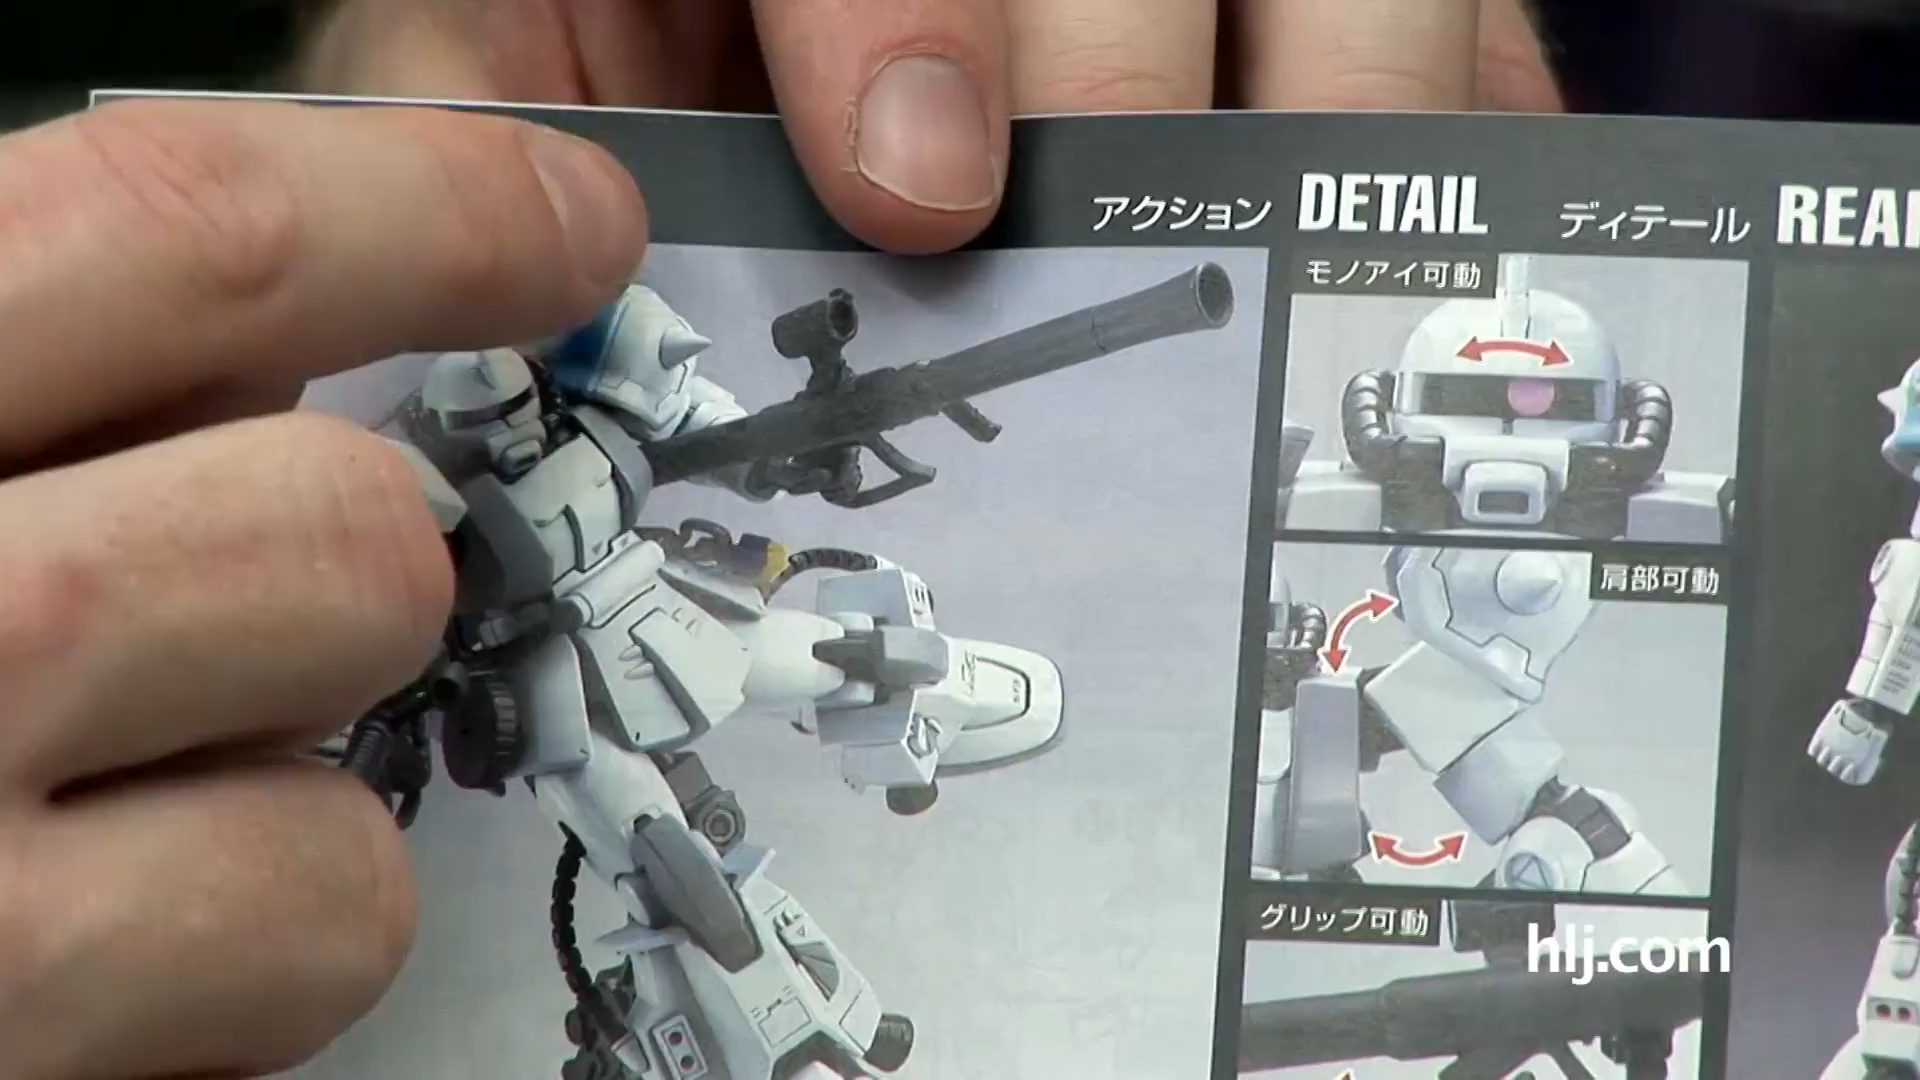 アクション
DETAIL
ディテール
モノアイ可動
肩部可動
グリップ可動
hlj.com